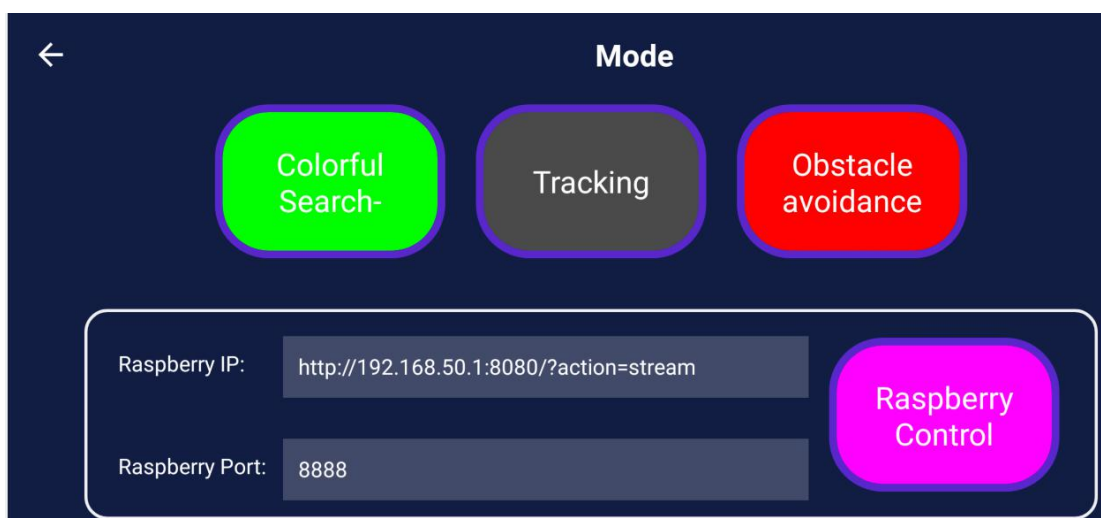 Mode
Colorful
Search-
Tracking
Obstacle
avoidance
Raspberry IP:
http://192.168.50.1:8080/?action=stream
Raspberry Port:
8888
Raspberry
Control